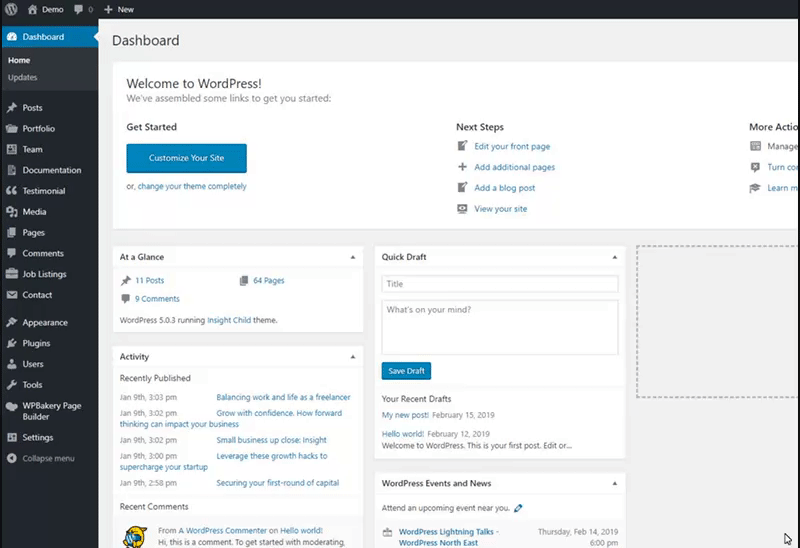 Demo 0 New
Dashboard
Home
Updates
Posts
Portfolio
Team
Documentation
Testimonial
Media
Pages
Comments
Job Listings
Contact
Appearance
Plugins
Users
Tools
WPBakery Page
Builder
Settings
Collapse menu
Dashboard
Welcome to WordPress!
We've assembled some links to get you started:
Get Started
Customize Your Site
or, change your theme completely
Next Steps
Edit your front page
Add additional pages
Add a blog post
View your site
More Actio
Manage
Turn co
Learn m
At a Glance
11 Posts
64 Pages
9 Comments
WordPress 5.0.3 running Insight Child theme.
Activity
Recently Published
Jan 9th, 3:03 pm Balancing work and life as a freelancer
Jan 9th, 3:02 pm Grow with confidence. How forward
thinking can impact your business
Jan 9th, 3:02 pm Small business up close: Insight
Jan 9th, 3:00 pm Leverage these growth hacks to
supercharge your startup
Jan 9th, 2:58 pm Securing your first-round of capital
Recent Comments
From A WordPress Commenter on Hello world!
Hi, this is a comment. To get started with moderating,
Quick Draft
Title
What's on your mind?
Save Draft
Your Recent Drafts
My new post! February 15, 2019
Hello world! February 12, 2019
Welcome to WordPress. This is your first post. Edit or...
WordPress Events and News
Attend an upcoming event near you.
WordPress Lightning Talks -
WordPress North East
Thursday, Feb 14, 2019
6:00 pm